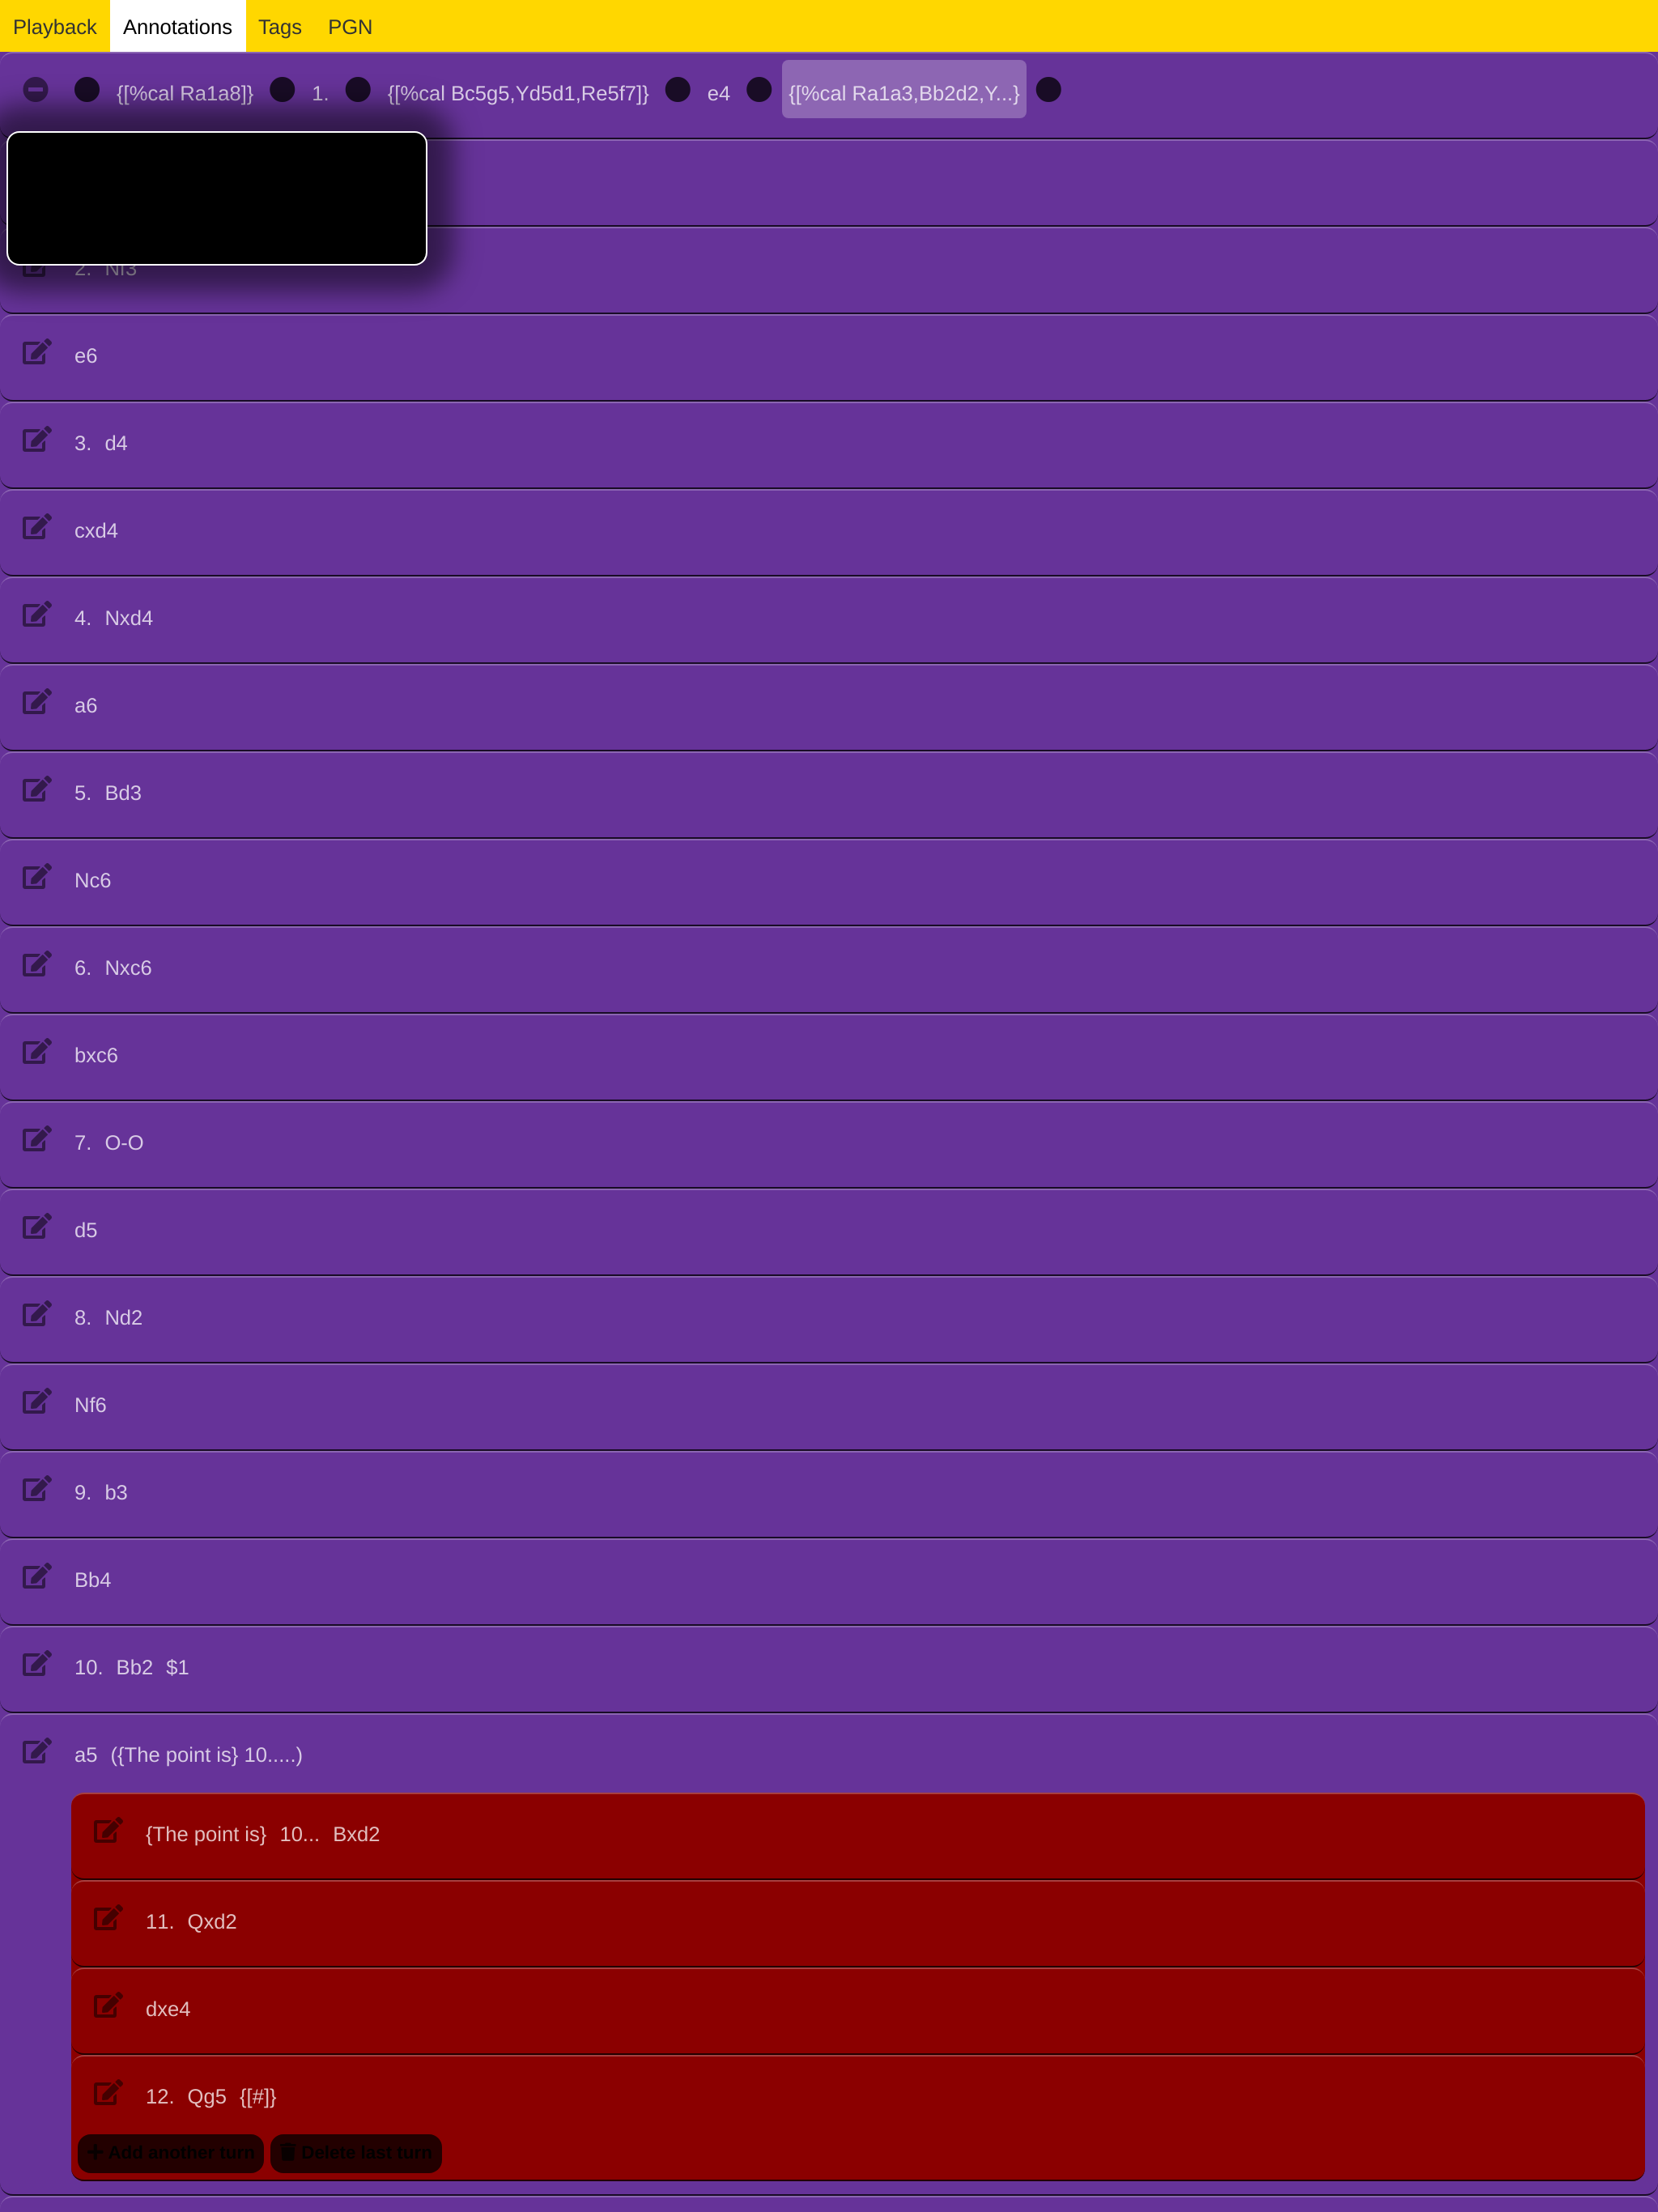 Playback Annotations Tags PGN
{[%cal Ra1a8]} 1. {[%cal Bc5g5,Yd5d1,Re5f7]} e4 {[%cal Ra1a3,Bb2d2,Y...}
2. Nf3
e6
3. d4
cxd4
4. Nxd4
a6
5. Bd3
Nc6
6. Nxc6
bxc6
7. O-O
d5
8. Nd2
Nf6
9. b3
Bb4
10. Bb2 $1
a5 ({The point is} 10.....)
{The point is} 10... Bxd2
11. Qxd2
dxe4
12. Qg5 {[#]}
Add another turn Delete last turn